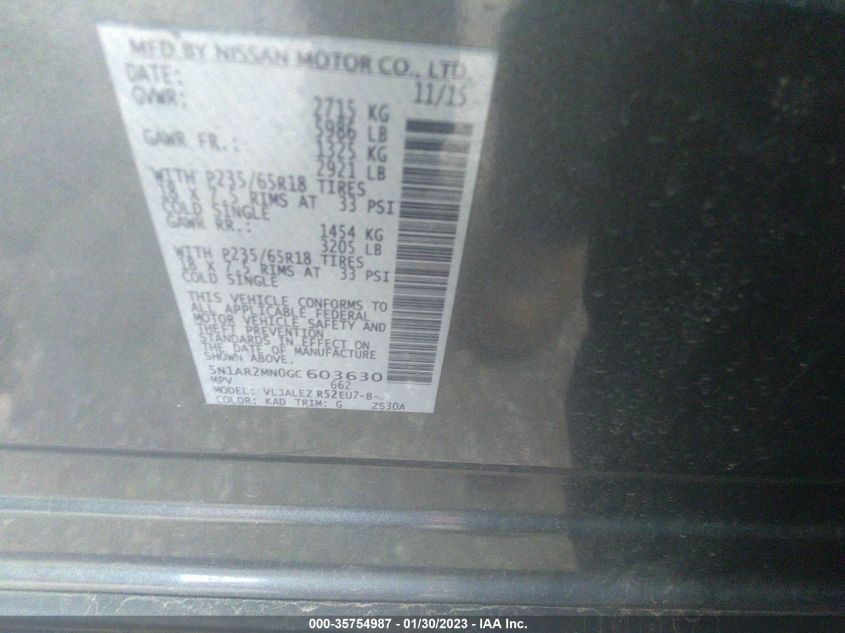 MFD BY NISSAN MOTOR CO., LTD.
DATE: 11/15
GVWR: 2715 KG
5986 LB
GAWR FR.: 1325 KG
2921 LB
WITH P235/65R18 TIRES
18 X 7.5 RIMS AT 33 PSI
COLD SINGLE
GAWR RR.: 1454 KG
3205 LB
WITH P235/65R18 TIRES
18 X 7.5 RIMS AT 33 PSI
COLD SINGLE
THIS VEHICLE CONFORMS TO
ALL APPLICABLE FEDERAL
MOTOR VEHICLE SAFETY AND
THEFT PREVENTION
STANDARDS IN EFFECT ON
THE DATE OF MANUFACTURE
SHOWN ABOVE.
5N1AR2MN0GC603630
MPV 662
MODEL: VLJALEZ R52EU7-B-
COLOR: KAD TRIM: G ZS30A
000-35754987 - 01/30/2023 - IAA Inc.